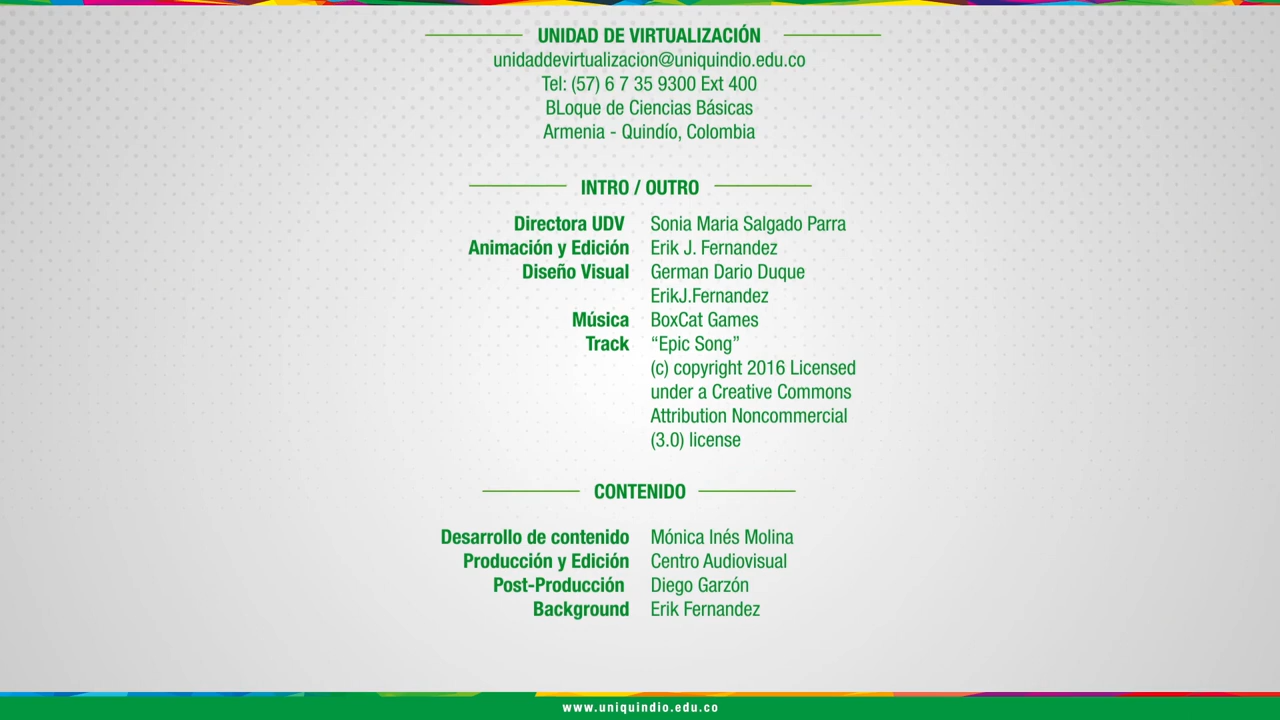 UNIDAD DE VIRTUALIZACIÓN
unidaddevirtualizacion@uniquindio.edu.co
Tel: (57) 6 7 35 9300 Ext 400
BLoque de Ciencias Básicas
Armenia - Quindío, Colombia
INTRO / OUTRO
Directora UDV Sonia Maria Salgado Parra
Animación y Edición Erik J. Fernandez
Diseño Visual German Dario Duque
ErikJ.Fernandez
Música BoxCat Games
Track “Epic Song”
(c) copyright 2016 Licensed
under a Creative Commons
Attribution Noncommercial
(3.0) license
CONTENIDO
Desarrollo de contenido Mónica Inés Molina
Producción y Edición Centro Audiovisual
Post-Producción Diego Garzón
Background Erik Fernandez
www.uniquindio.edu.co